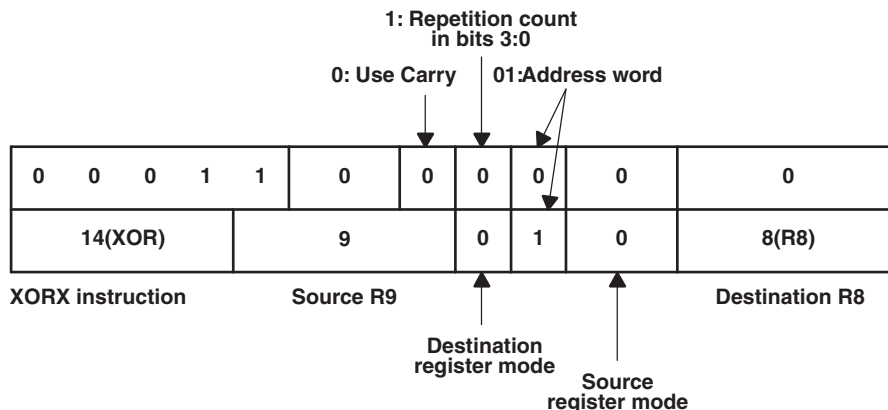 1: Repetition count
in bits 3:0
0: Use Carry
01:Address word
0 0 0 1 1 0 0 0 0 0 0
14(XOR) 9 0 1 0 8(R8)
XORX instruction Source R9 Destination R8
Destination
register mode
Source
register mode